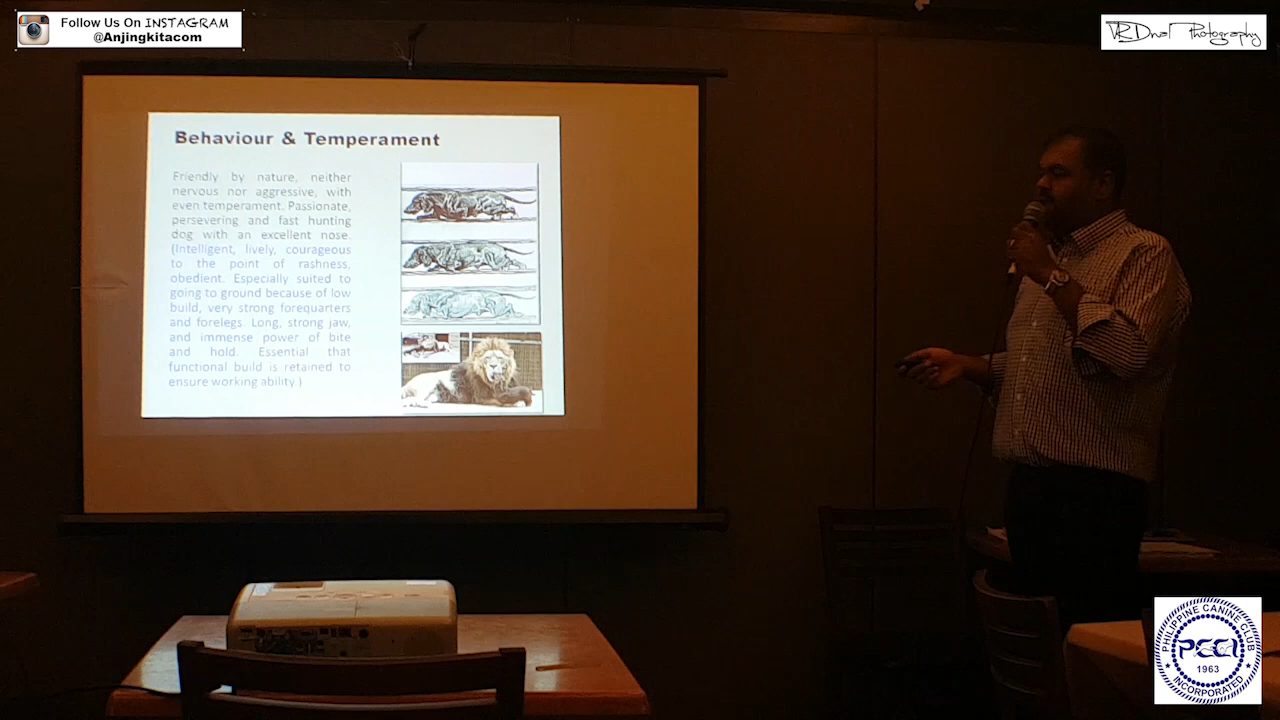 Follow Us On INSTAGRAM
@Anjingkitacom
VRDnal Photography
Behaviour & Temperament
Friendly by nature, neither
nervous nor aggressive, with
even temperament. Passionate,
persevering and fast hunting
dog with an excellent nose.
(Intelligent, lively, courageous
to the point of rashness,
obedient. Especially suited to
going to ground because of low
build, very strong forequarters
and forelegs. Long, strong jaw,
and immense power of bite
and hold. Essential that
functional build is retained to
ensure working ability.)
PHILIPPINE CANINE CLUB
PCCI
1963
INCORPORATED